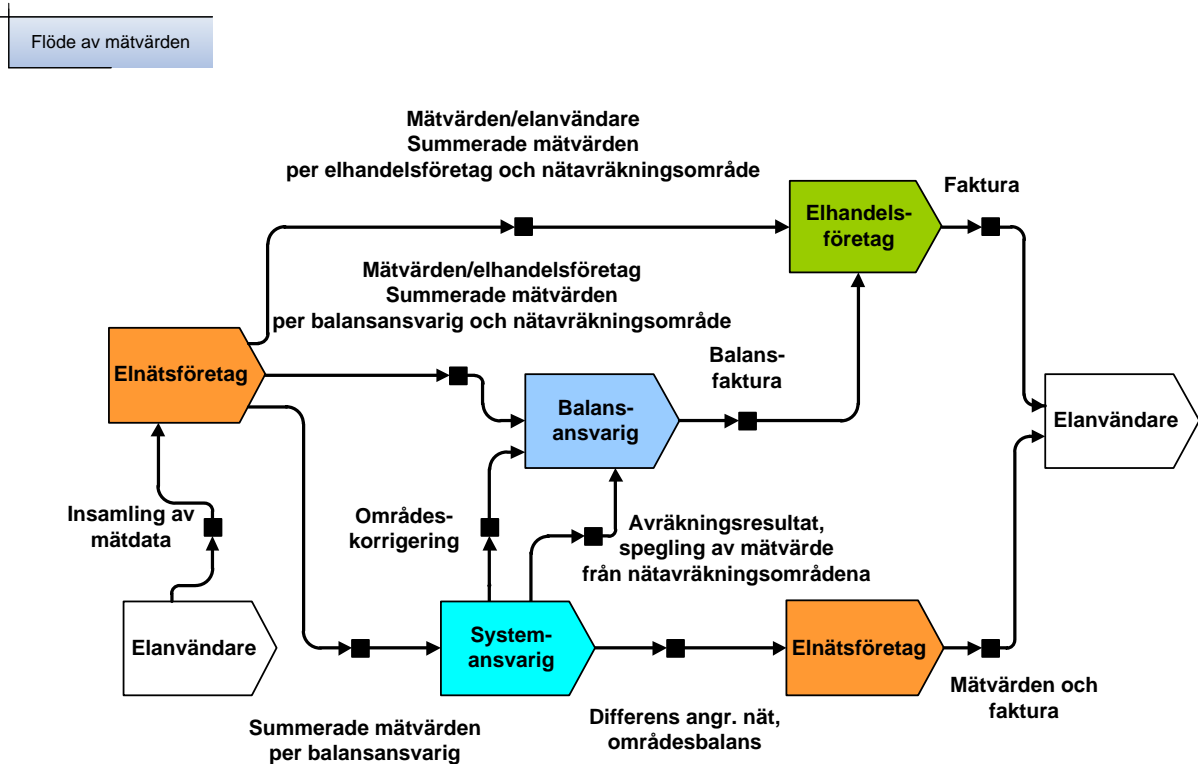 Flöde av mätvärden
Mätvärden/elanvändare
Summerade mätvärden
per elhandelsföretag och nätavräkningsområde
Faktura
Elhandels-
företag
Mätvärden/elhandelsföretag
Summerade mätvärden
per balansansvarig och nätavräkningsområde
Elnätsföretag
Balans-
faktura
Balans-
ansvarig
Elanvändare
Insamling av
mätdata
Områdes-
korrigering
Avräkningsresultat,
spegling av mätvärde
från nätavräkningsområdena
Elanvändare
System-
ansvarig
Elnätsföretag
Summerade mätvärden
per balansansvarig
Differens angr. nät,
områdesbalans
Mätvärden och
faktura